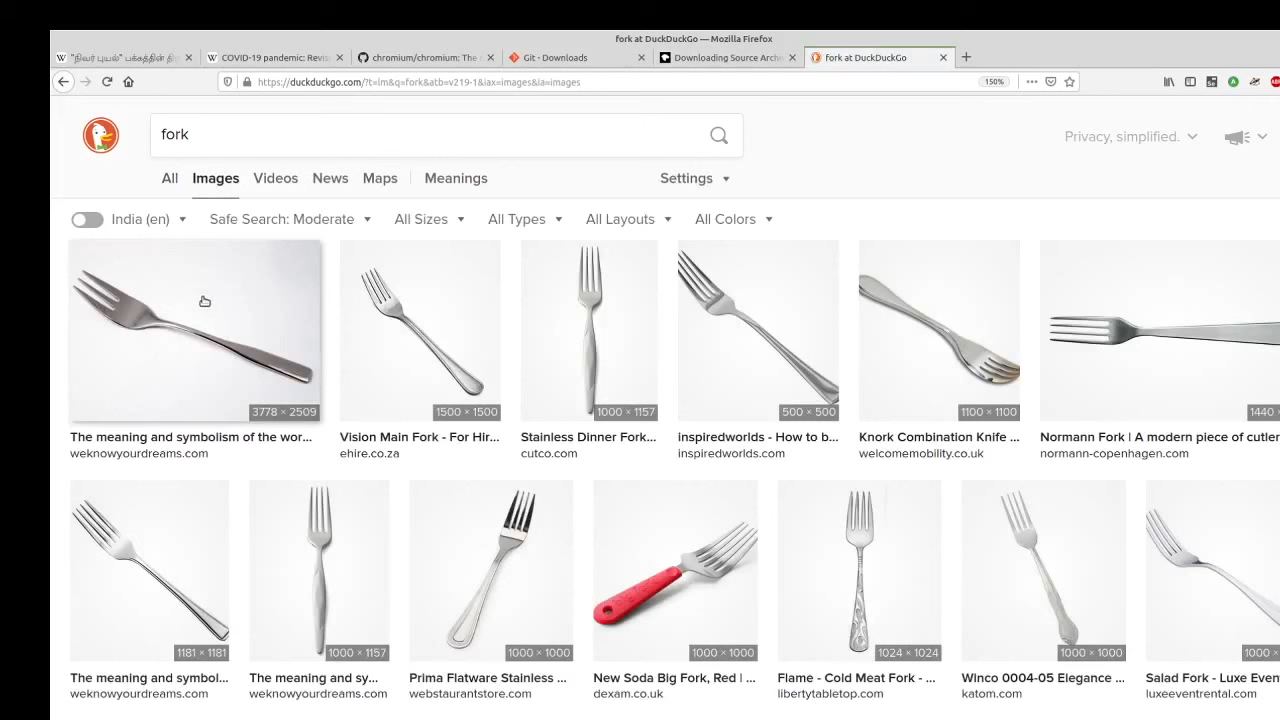 fork at DuckDuckGo — Mozilla Firefox
"நிவர் புயல்" பக்கத்தின் தி
COVID-19 pandemic: Revis
chromium/chromium: The
Git - Downloads
Downloading Source Arch
fork at DuckDuckGo
https://duckduckgo.com/?t=lm&q=fork&atb=v219-1&iax=images&ia=images
150%
fork
Privacy, simplified.
All Images Videos News Maps Meanings Settings
India (en) Safe Search: Moderate All Sizes All Types All Layouts All Colors
3778 × 2509
1500 × 1500
1000 × 1157
500 × 500
1100 × 1100
1440
The meaning and symbolism of the wor...
weknowyourdreams.com
Vision Main Fork - For Hir...
ehire.co.za
Stainless Dinner Fork...
cutco.com
inspiredworlds - How to b...
inspiredworlds.com
Knork Combination Knife ...
welcomemobility.co.uk
Normann Fork | A modern piece of cutler
normann-copenhagen.com
1181 × 1181
1000 × 1157
1000 × 1000
1000 × 1000
1024 × 1024
1000 × 1000
1000 ×
The meaning and symbol...
weknowyourdreams.com
The meaning and sy...
weknowyourdreams.com
Prima Flatware Stainless ...
webstaurantstore.com
New Soda Big Fork, Red | ...
dexam.co.uk
Flame - Cold Meat Fork - ...
libertytabletop.com
Winco 0004-05 Elegance ...
katom.com
Salad Fork - Luxe Even
luxeeventrental.com